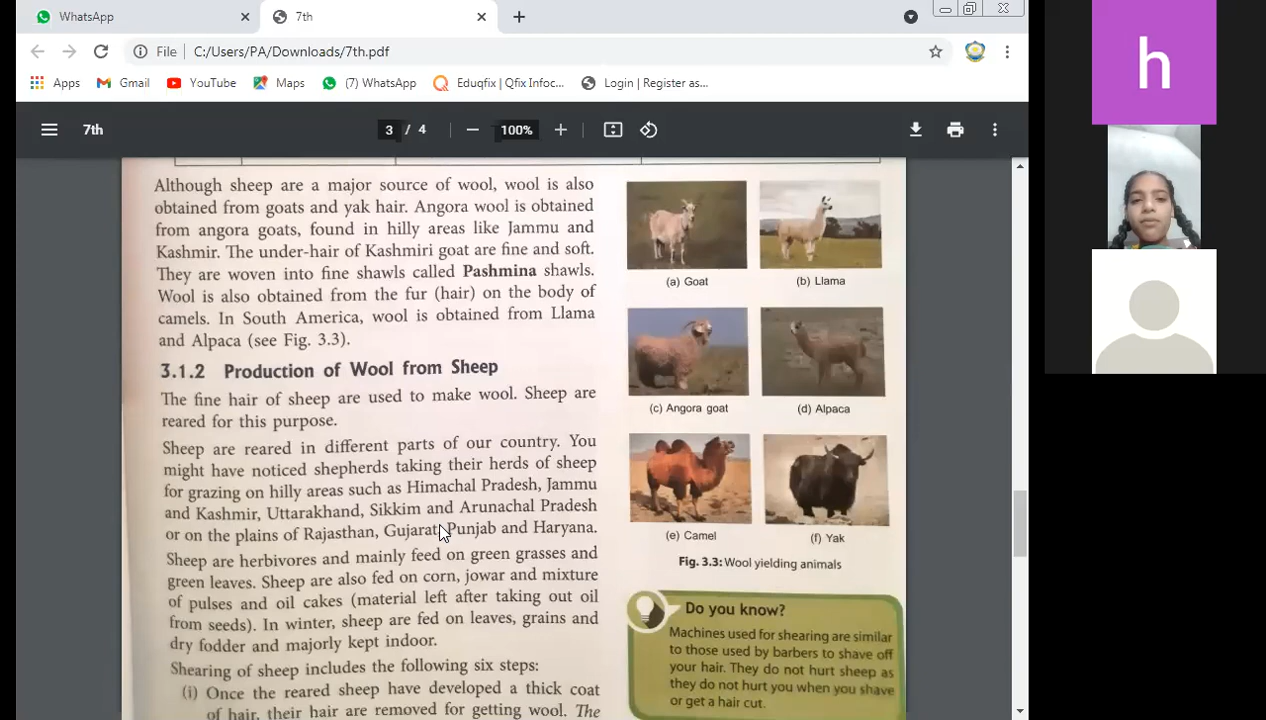 WhatsApp
7th
File
C:/Users/PA/Downloads/7th.pdf
Apps
Gmail
YouTube
Maps
(7) WhatsApp
Eduqfix | Qfix Infoc...
Login | Register as...
7th
3 / 4
100%
h
Although sheep are a major source of wool, wool is also
obtained from goats and yak hair. Angora wool is obtained
from angora goats, found in hilly areas like Jammu and
Kashmir. The under-hair of Kashmiri goat are fine and soft.
They are woven into fine shawls called Pashmina shawls.
Wool is also obtained from the fur (hair) on the body of
camels. In South America, wool is obtained from Llama
and Alpaca (see Fig. 3.3).
3.1.2 Production of Wool from Sheep
The fine hair of sheep are used to make wool. Sheep are
reared for this purpose.
Sheep are reared in different parts of our country. You
might have noticed shepherds taking their herds of sheep
for grazing on hilly areas such as Himachal Pradesh, Jammu
and Kashmir, Uttarakhand, Sikkim and Arunachal Pradesh
or on the plains of Rajasthan, Gujarat, Punjab and Haryana.
Sheep are herbivores and mainly feed on green grasses and
green leaves. Sheep are also fed on corn, jowar and mixture
of pulses and oil cakes (material left after taking out oil
from seeds). In winter, sheep are fed on leaves, grains and
dry fodder and majorly kept indoor.
Shearing of sheep includes the following six steps:
(i) Once the reared sheep have developed a thick coat
of hair, their hair are removed for getting wool. The
(a) Goat
(b) Llama
(c) Angora goat
(d) Alpaca
(e) Camel
(f) Yak
Fig. 3.3: Wool yielding animals
Do you know?
Machines used for shearing are similar
to those used by barbers to shave off
your hair. They do not hurt sheep as
they do not hurt you when you shave
or get a hair cut.